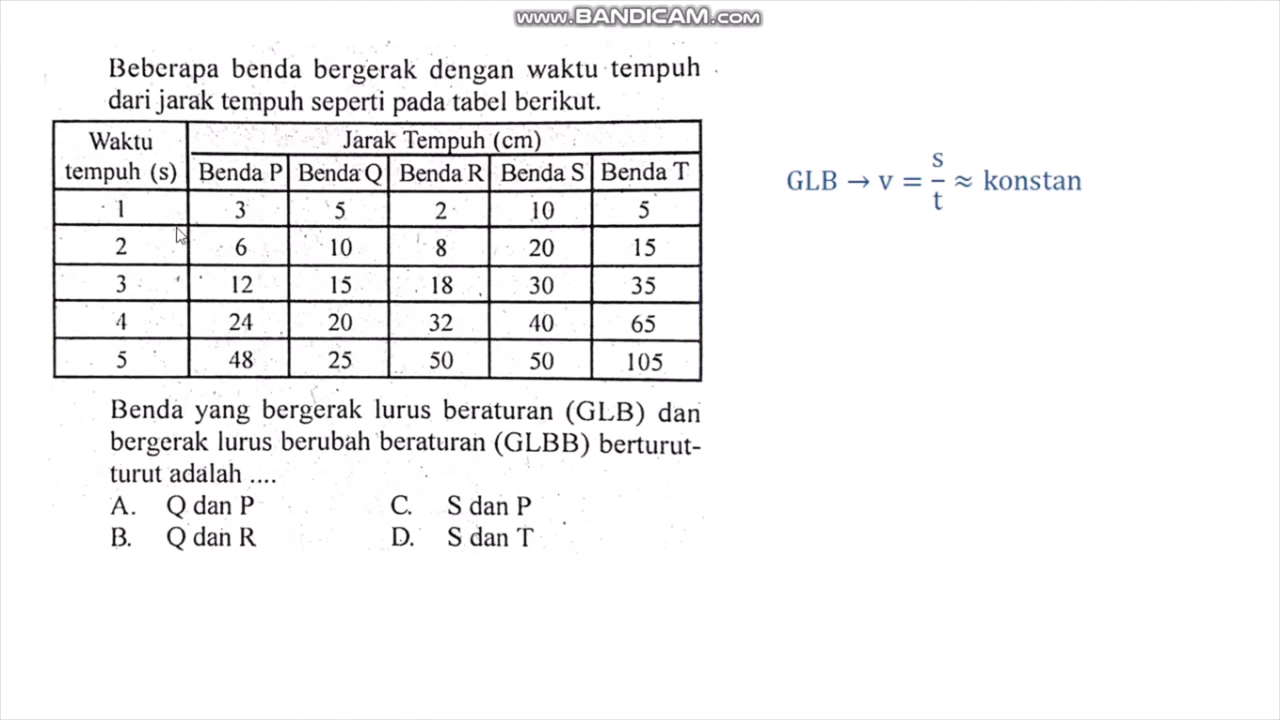 www.BANDICAM.com
Beberapa benda bergerak dengan waktu tempuh
dari jarak tempuh seperti pada tabel berikut.
Waktu tempuh (s) Jarak Tempuh (cm)
Benda P Benda Q Benda R Benda S Benda T
1 3 5 2 10 5
2 6 10 8 20 15
3 12 15 18 30 35
4 24 20 32 40 65
5 48 25 50 50 105
Benda yang bergerak lurus beraturan (GLB) dan
bergerak lurus berubah beraturan (GLBB) berturut-
turut adalah ....
A. Q dan P C. S dan P
B. Q dan R D. S dan T
GLB → v = s/t ≈ konstan